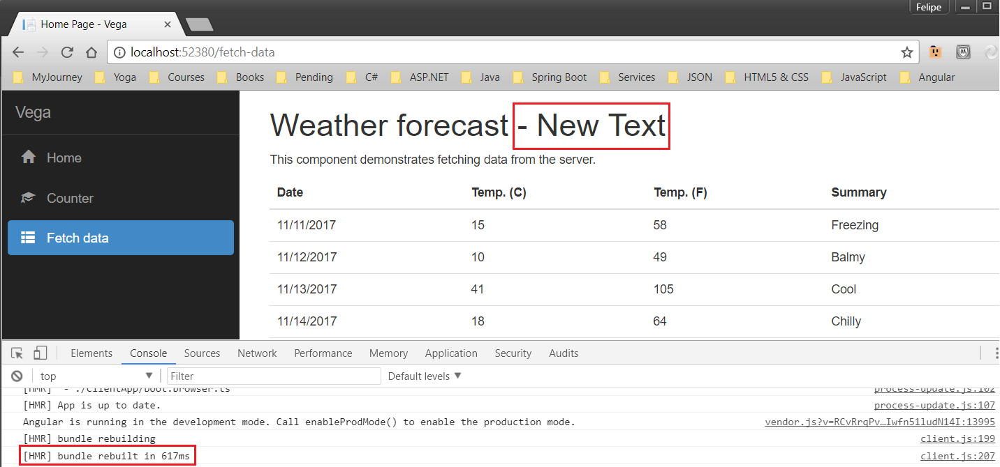 Felipe
Home Page - Vega
localhost:52380/fetch-data
MyJourney Yoga Courses Books Pending C# ASP.NET Java Spring Boot Services JSON HTML5 & CSS JavaScript Angular
Vega
Home
Counter
Fetch data
Weather forecast - New Text
This component demonstrates fetching data from the server.
Date Temp. (C) Temp. (F) Summary
11/11/2017 15 58 Freezing
11/12/2017 10 49 Balmy
11/13/2017 41 105 Cool
11/14/2017 18 64 Chilly
Elements Console Sources Network Performance Memory Application Security Audits
top Filter Default levels
[HMR] - ./ClientApp/boot.browser.ts process-update.js:102
[HMR] App is up to date. process-update.js:107
Angular is running in the development mode. Call enableProdMode() to enable the production mode. vendor.js?v=RCvRrqPv…Iwfn51ludN14I:13995
[HMR] bundle rebuilding client.js:199
[HMR] bundle rebuilt in 617ms client.js:207